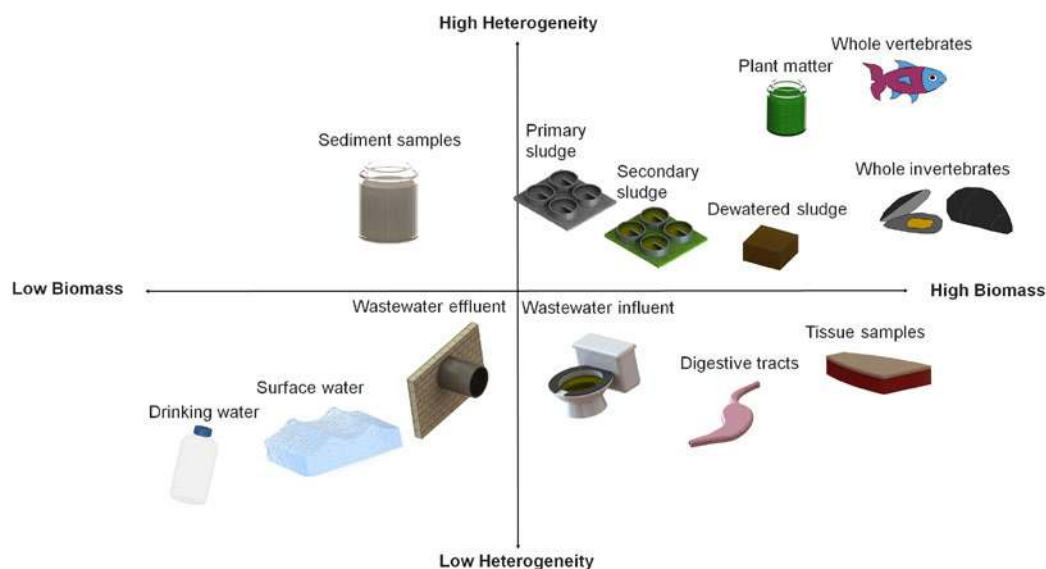 High Heterogeneity
Whole vertebrates
Plant matter
Sediment samples
Primary
sludge
Secondary
sludge
Whole invertebrates
Dewatered sludge
Low Biomass
High Biomass
Wastewater effluent
Wastewater influent
Tissue samples
Digestive tracts
Surface water
Drinking water
Low Heterogeneity